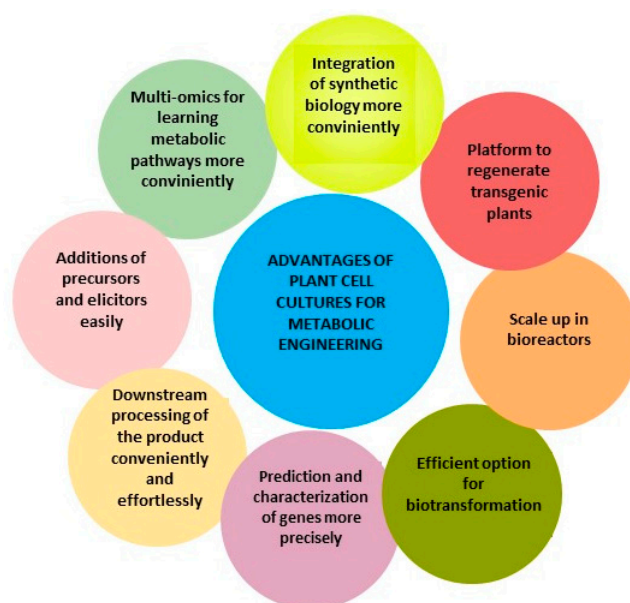 Integration
of synthetic
biology more
conviniently
Platform to
regenerate
transgenic
plants
Scale up in
bioreactors
Efficient option
for
biotransformation
Prediction and
characterization
of genes more
precisely
Downstream
processing of
the product
conveniently
and
effortlessly
Additions of
precursors
and elicitors
easily
Multi-omics for
learning
metabolic
pathways more
conviniently
ADVANTAGES OF
PLANT CELL
CULTURES FOR
METABOLIC
ENGINEERING